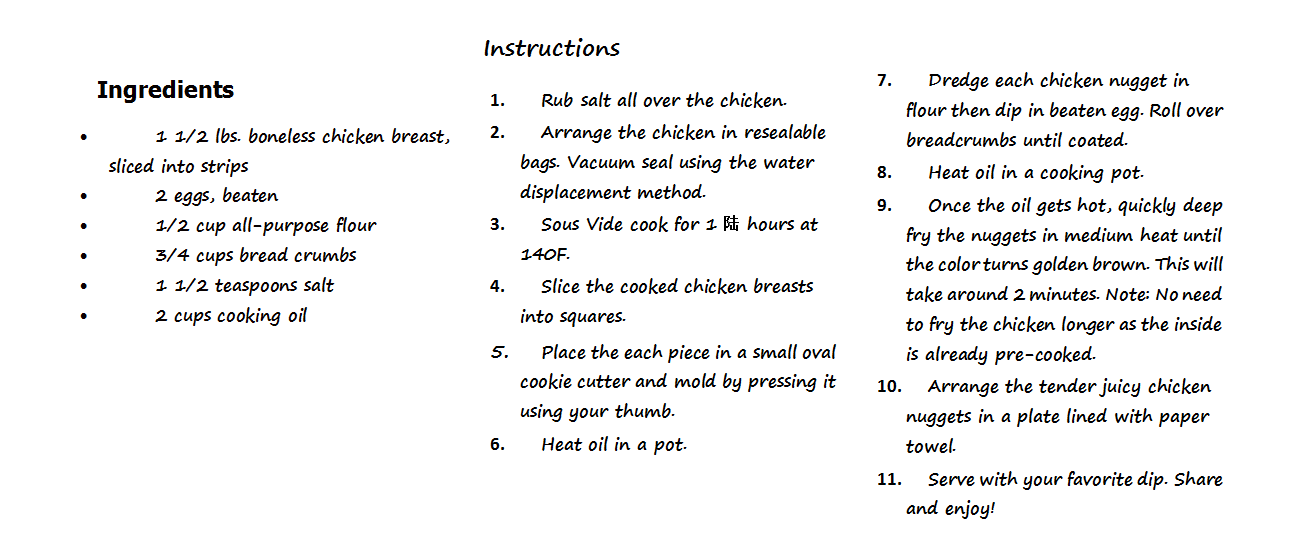 Ingredients
• 1 1/2 lbs. boneless chicken breast,
sliced into strips
• 2 eggs, beaten
• 1/2 cup all-purpose flour
• 3/4 cups bread crumbs
• 1 1/2 teaspoons salt
• 2 cups cooking oil
Instructions
1. Rub salt all over the chicken.
2. Arrange the chicken in resealable
bags. Vacuum seal using the water
displacement method.
3. Sous Vide cook for 1 陆 hours at
140F.
4. Slice the cooked chicken breasts
into squares.
5. Place the each piece in a small oval
cookie cutter and mold by pressing it
using your thumb.
6. Heat oil in a pot.
7. Dredge each chicken nugget in
flour then dip in beaten egg. Roll over
breadcrumbs until coated.
8. Heat oil in a cooking pot.
9. Once the oil gets hot, quickly deep
fry the nuggets in medium heat until
the color turns golden brown. This will
take around 2 minutes. Note: No need
to fry the chicken longer as the inside
is already pre-cooked.
10. Arrange the tender juicy chicken
nuggets in a plate lined with paper
towel.
11. Serve with your favorite dip. Share
and enjoy!